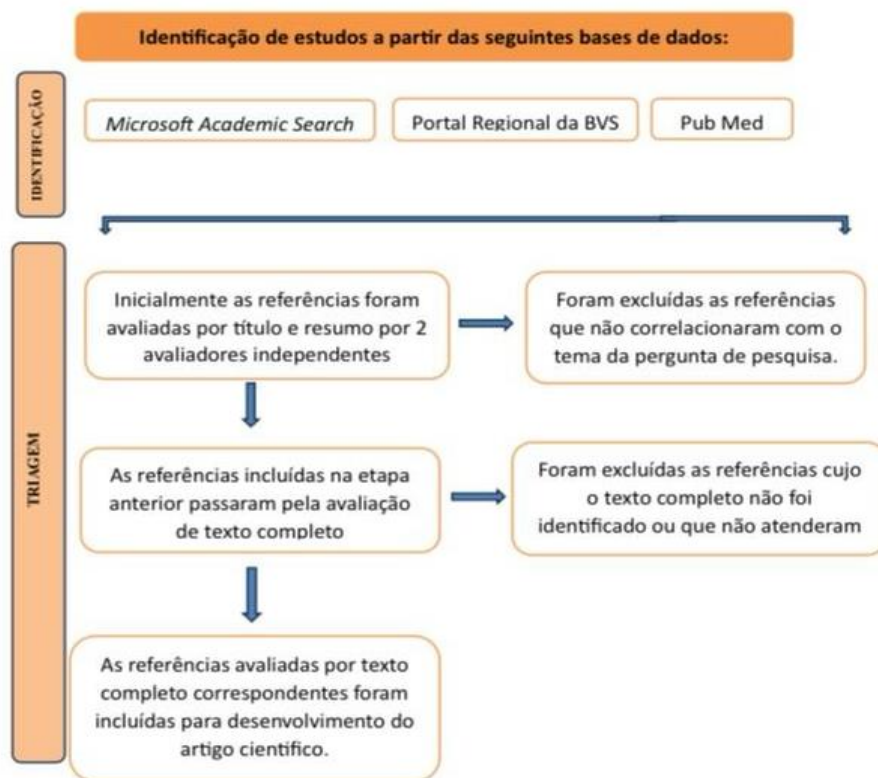 Identificação de estudos a partir das seguintes bases de dados:
IDENTIFICAÇÃO
Microsoft Academic Search
Portal Regional da BVS
Pub Med
TRIAGEM
Inicialmente as referências foram
avaliadas por título e resumo por 2
avaliadores independentes
Foram excluídas as referências
que não correlacionaram com o
tema da pergunta de pesquisa.
As referências incluídas na etapa
anterior passaram pela avaliação
de texto completo
Foram excluídas as referências cujo
o texto completo não foi
identificado ou que não atenderam
As referências avaliadas por texto
completo correspondentes foram
incluídas para desenvolvimento do
artigo cientifico.